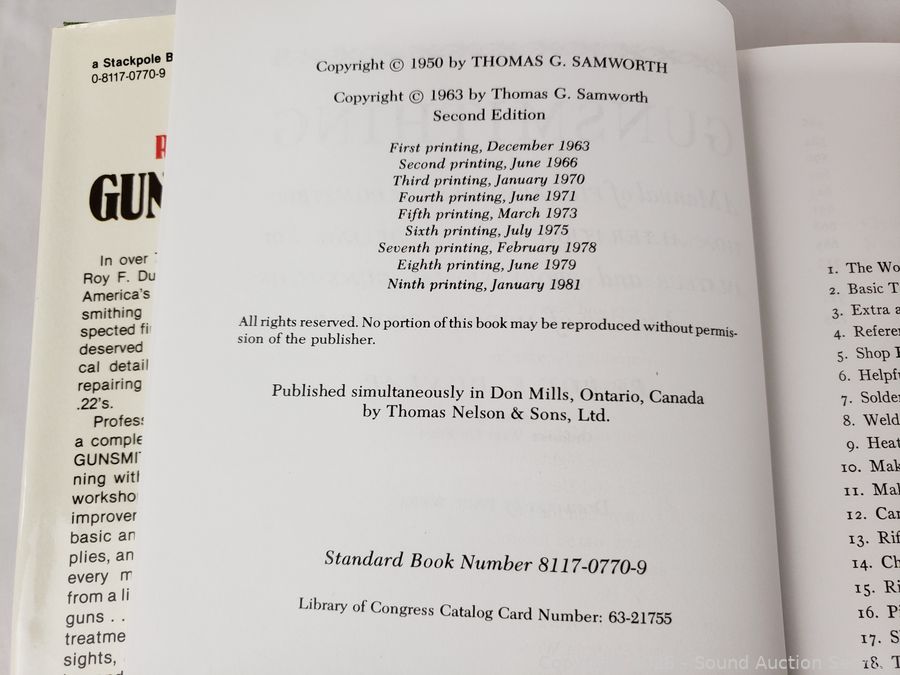 a Stackpole B
0-8117-0770-9
GUN
In over
Roy F. Du
America's
smithing
spected fi
deserved
cal detail
repairing
.22's.
Profes
a comple
GUNSMI
ning with
workshop
improver
basic an
plies, an
every m
from a li
guns . .
treatme
sights,
Copyright © 1950 by THOMAS G. SAMWORTH
Copyright © 1963 by Thomas G. Samworth
Second Edition
First printing, December 1963
Second printing, June 1966
Third printing, January 1970
Fourth printing, June 1971
Fifth printing, March 1973
Sixth printing, July 1975
Seventh printing, February 1978
Eighth printing, June 1979
Ninth printing, January 1981
All rights reserved. No portion of this book may be reproduced without permis-
sion of the publisher.
Published simultaneously in Don Mills, Ontario, Canada
by Thomas Nelson & Sons, Ltd.
Standard Book Number 8117-0770-9
Library of Congress Catalog Card Number: 63-21755
1. The Wo
2. Basic T
3. Extra a
4. Referen
5. Shop
6. Helpfu
7. Solder
8. Weld
9. Heat
10. Mak
11. Mal
12. Car
13. Rif
14. Ch
15. Ri
16. P
17. S
18. T
- Sound Auction Se